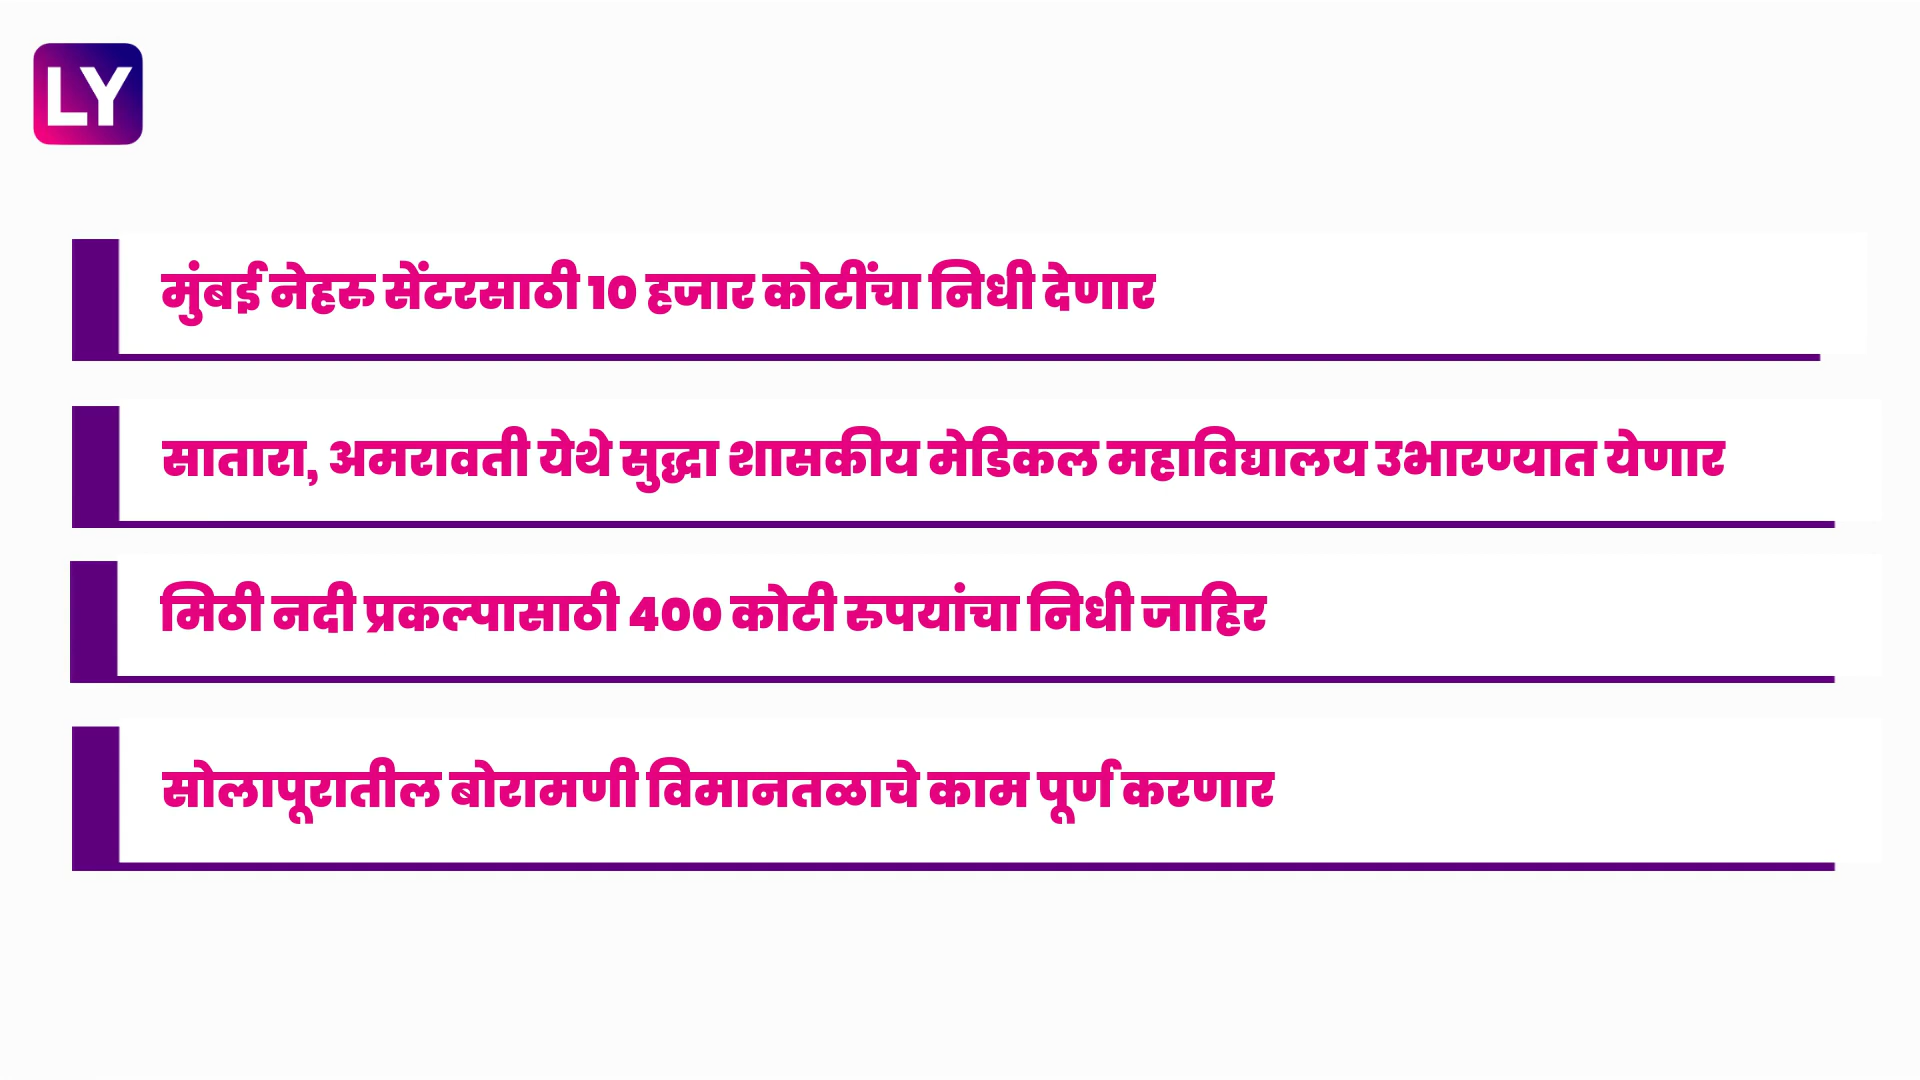 LY
मुंबई नेहरु सेंटरसाठी 10 हजार कोटींचा निधी देणार
सातारा, अमरावती येथे सुद्धा शासकीय मेडिकल महाविद्यालय उभारण्यात येणार
मिठी नदी प्रकल्पासाठी 400 कोटी रुपयांचा निधी जाहिर
सोलापूरातील बोरामणी विमानतळाचे काम पूर्ण करणार